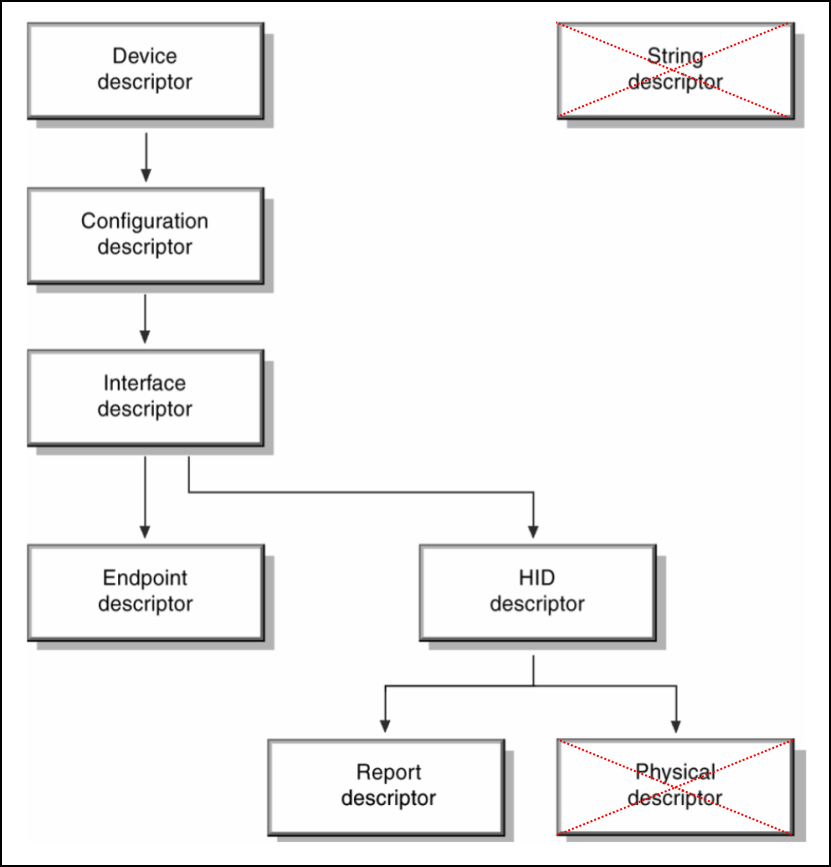 Device
descriptor
String
descriptor
Configuration
descriptor
Interface
descriptor
Endpoint
descriptor
HID
descriptor
Report
descriptor
Physical
descriptor